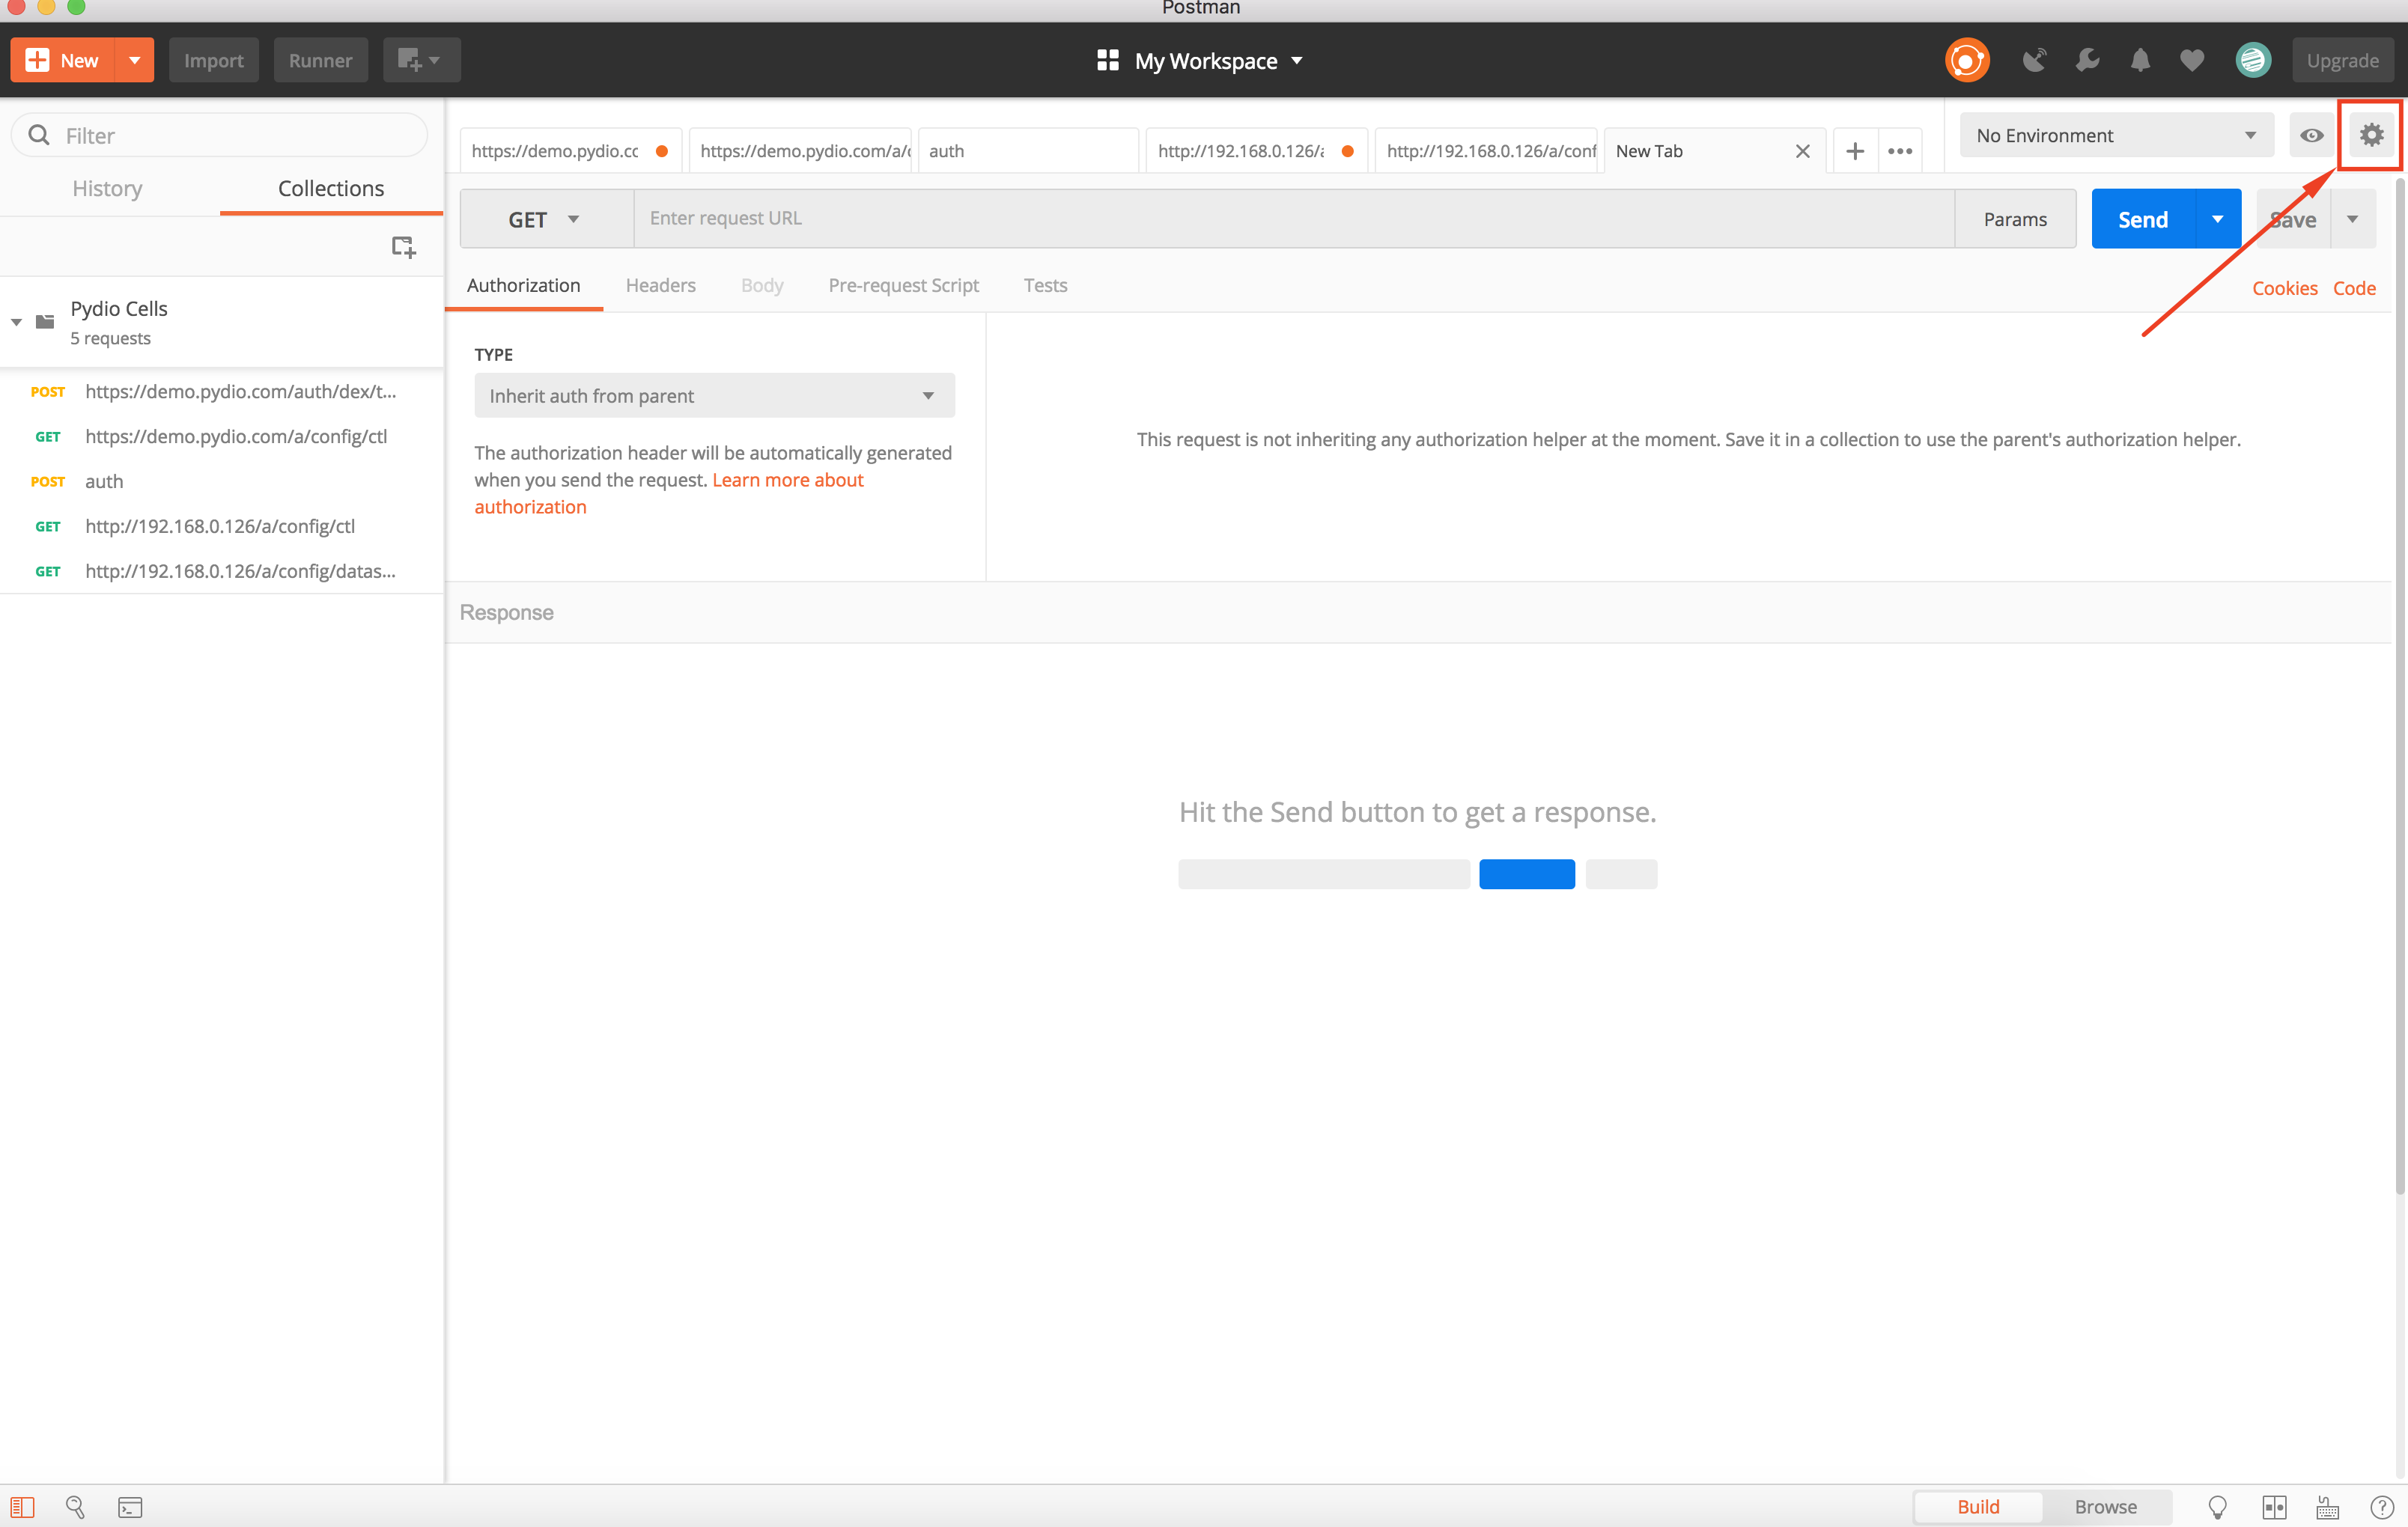 Postman
New
Import
Runner
My Workspace
Upgrade
Filter
History
Collections
Pydio Cells
5 requests
POST https://demo.pydio.com/auth/dex/t...
GET https://demo.pydio.com/a/config/ctl
POST auth
GET http://192.168.0.126/a/config/ctl
GET http://192.168.0.126/a/config/datas...
https://demo.pydio.cc
https://demo.pydio.com/a/c
auth
http://192.168.0.126/a
http://192.168.0.126/a/conf
New Tab
No Environment
GET
Enter request URL
Params
Send
Save
Authorization
Headers
Body
Pre-request Script
Tests
Cookies
Code
TYPE
Inherit auth from parent
The authorization header will be automatically generated
when you send the request. Learn more about
authorization
This request is not inheriting any authorization helper at the moment. Save it in a collection to use the parent's authorization helper.
Response
Hit the Send button to get a response.
Build
Browse